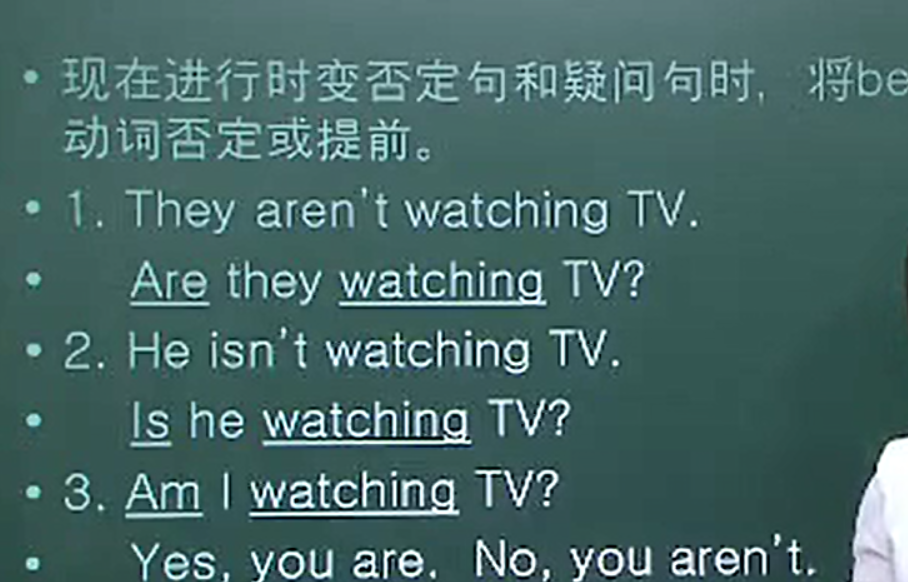 • 现在进行时变否定句和疑问句时, 将be
动词否定或提前。
• 1. They aren't watching TV.
• Are they watching TV?
• 2. He isn't watching TV.
• Is he watching TV?
• 3. Am I watching TV?
• Yes, you are. No, you aren't.